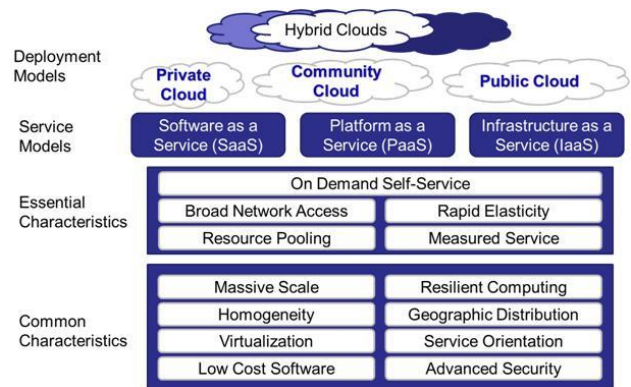 Hybrid Clouds
Deployment
Models
Private
Cloud
Community
Cloud
Public Cloud
Service
Models
Software as a
Service (SaaS)
Platform as a
Service (PaaS)
Infrastructure as a
Service (IaaS)
Essential
Characteristics
On Demand Self-Service
Broad Network Access
Rapid Elasticity
Resource Pooling
Measured Service
Common
Characteristics
Massive Scale
Resilient Computing
Homogeneity
Geographic Distribution
Virtualization
Service Orientation
Low Cost Software
Advanced Security